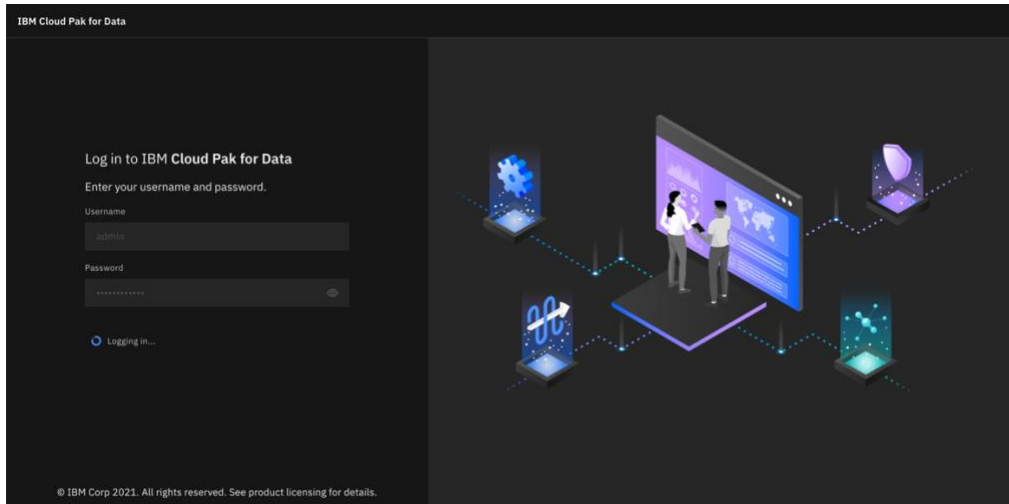 IBM Cloud Pak for Data
Log in to IBM Cloud Pak for Data
Enter your username and password.
Username
admin
Password
••••••••••••
Logging in...
© IBM Corp 2021. All rights reserved. See product licensing for details.